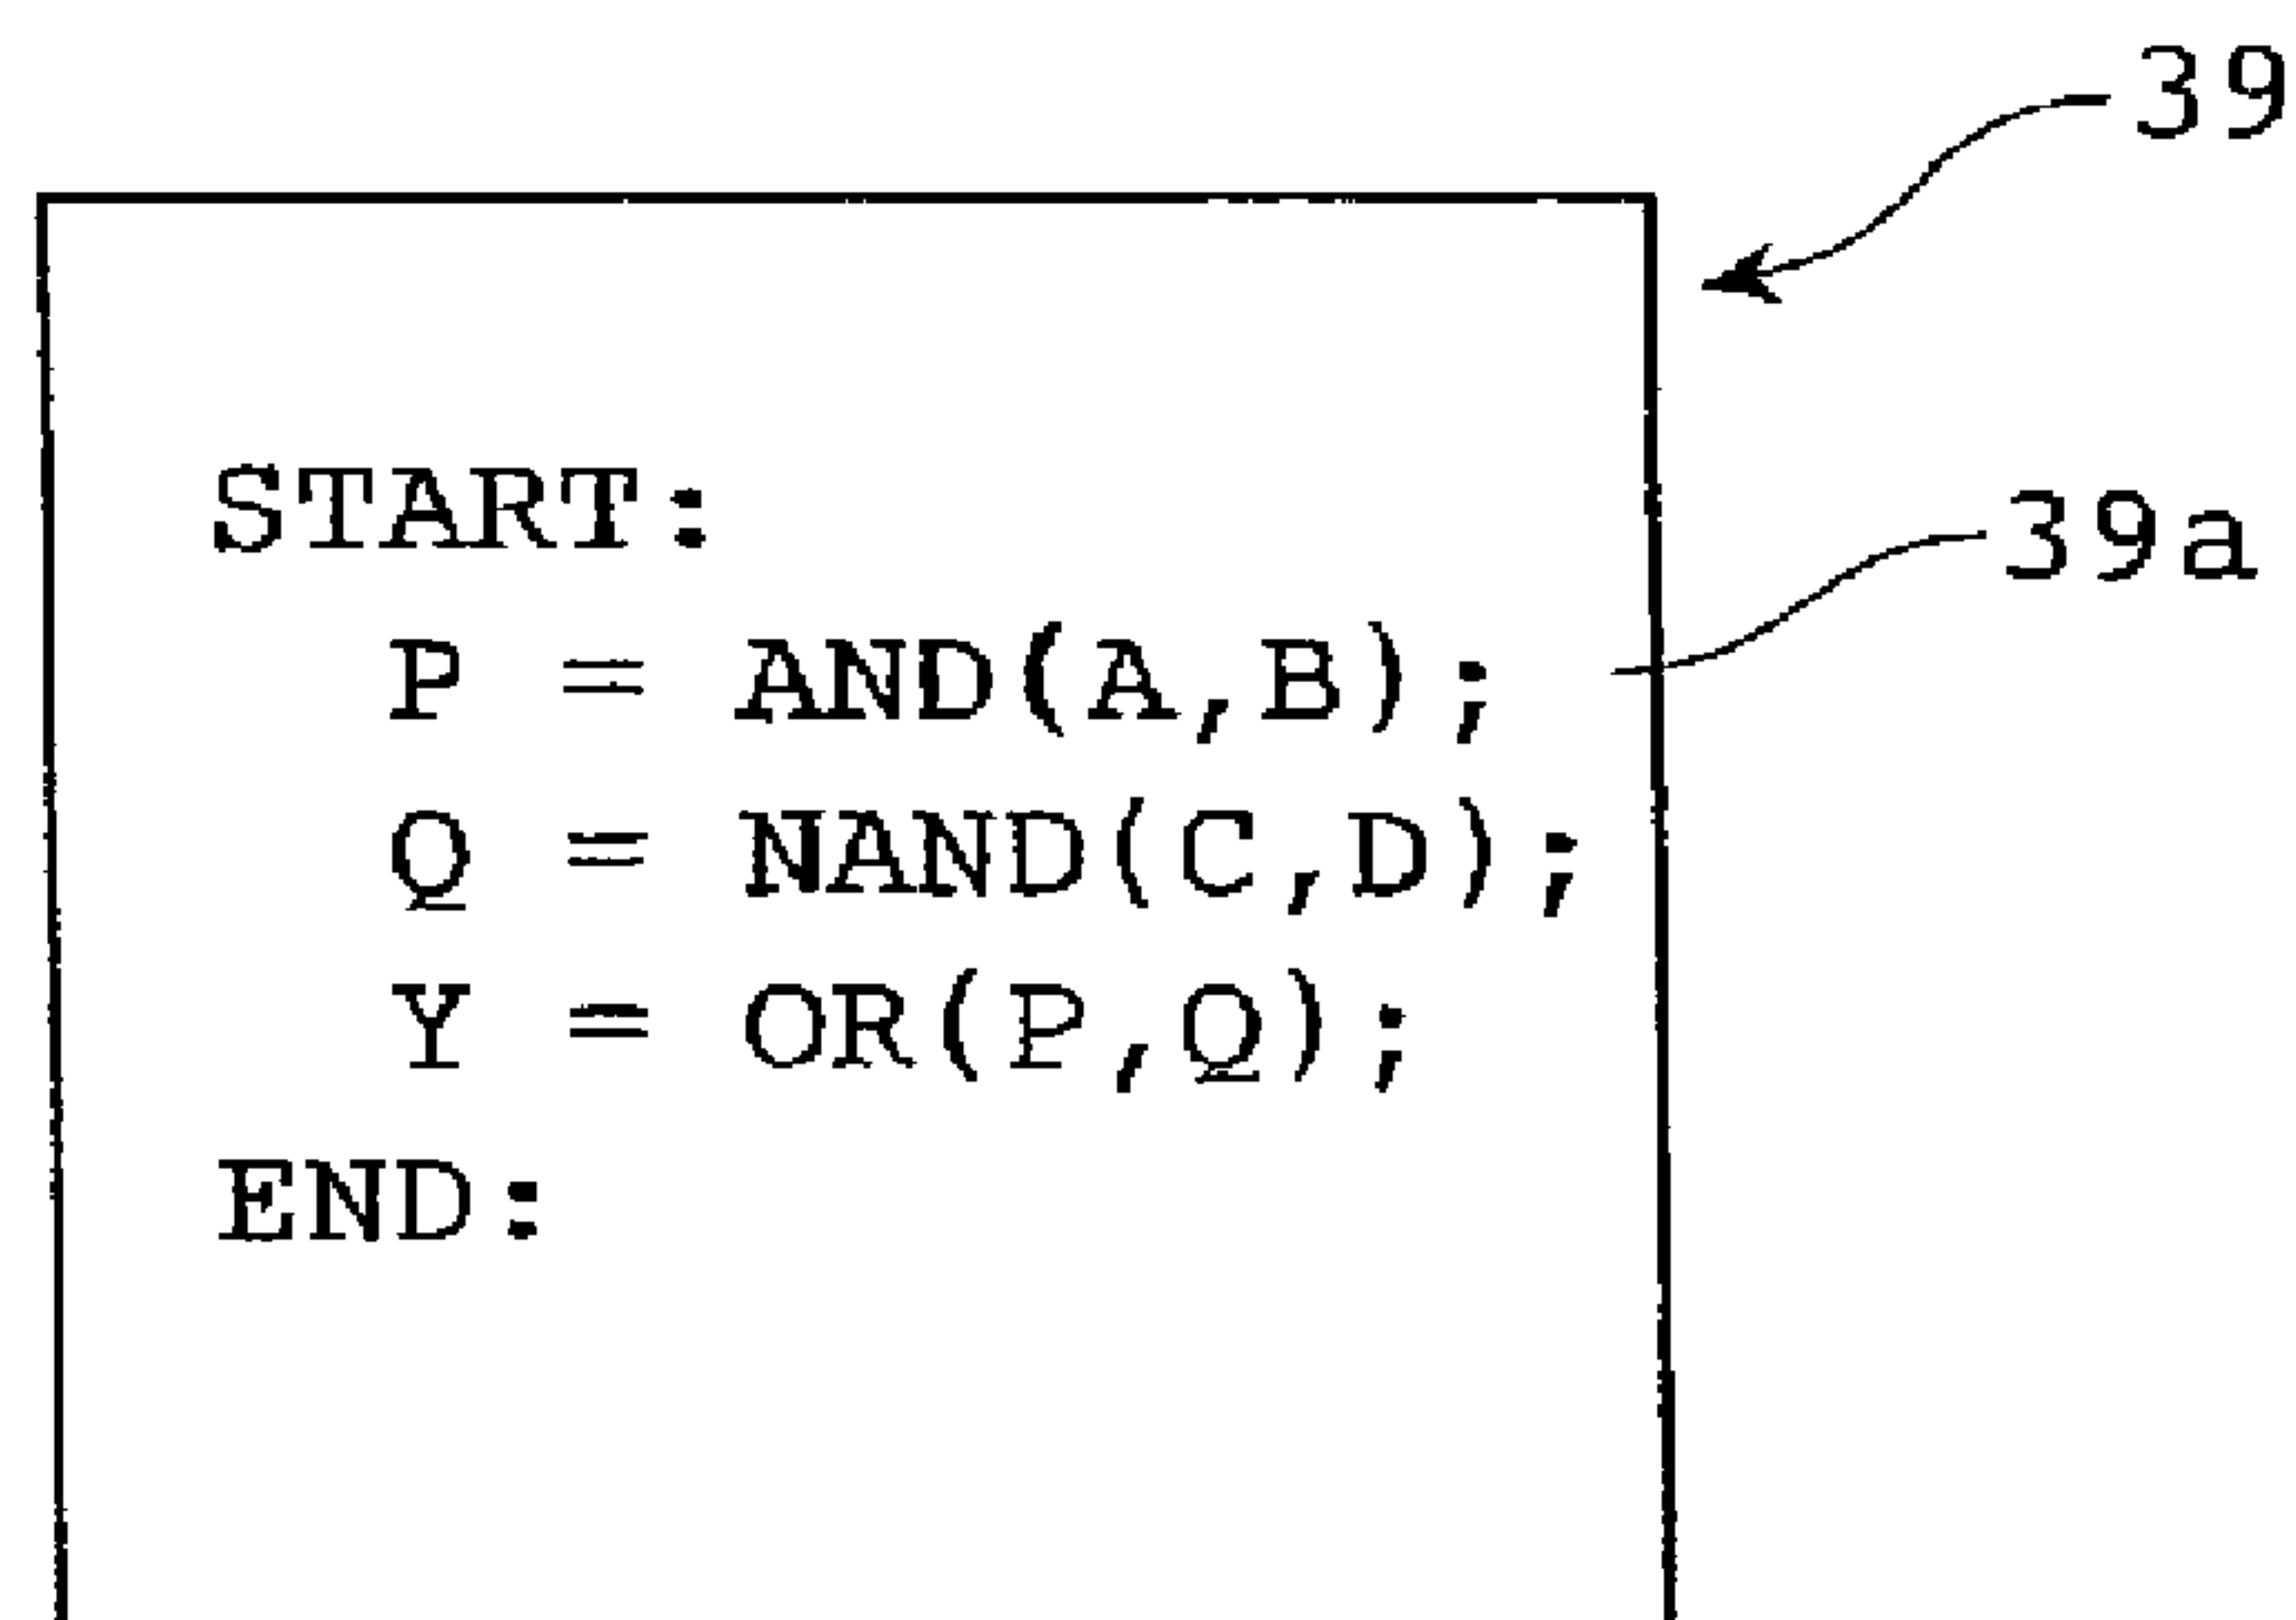 39
START:
39a
P = AND(A,B);
Q = NAND(C,D);
Y = OR(P,Q);
END: